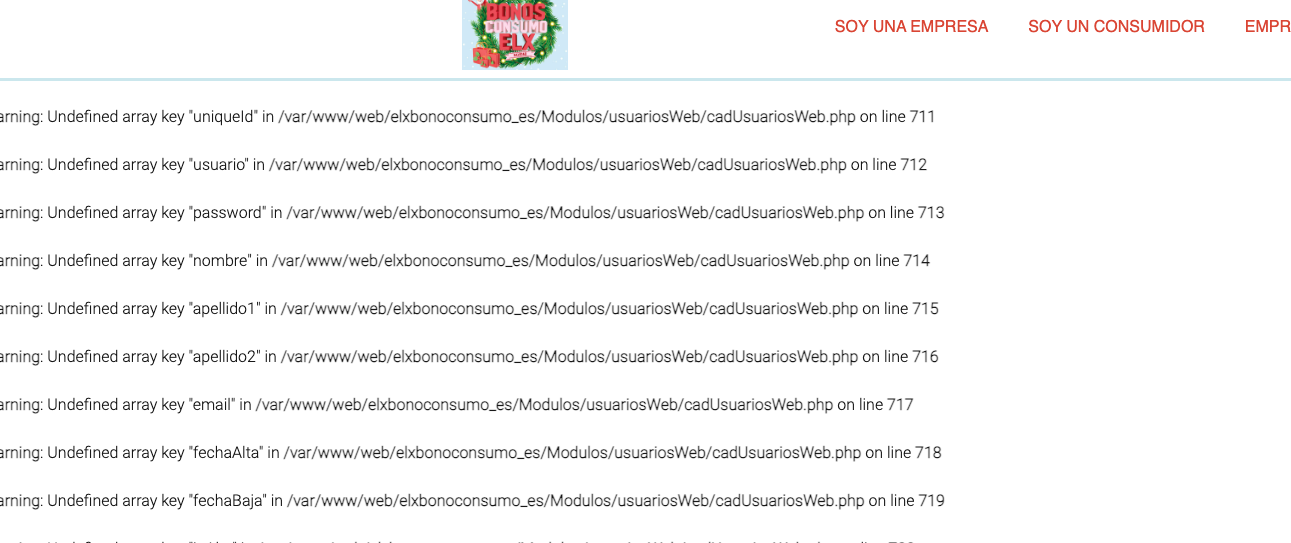 BONOS
CONSUMO
ELX
SOY UNA EMPRESA SOY UN CONSUMIDOR EMPR
arning: Undefined array key "uniqueId" in /var/www/web/elxbonoconsumo_es/Modulos/usuariosWeb/cadUsuariosWeb.php on line 711
arning: Undefined array key "usuario" in /var/www/web/elxbonoconsumo_es/Modulos/usuariosWeb/cadUsuariosWeb.php on line 712
arning: Undefined array key "password" in /var/www/web/elxbonoconsumo_es/Modulos/usuariosWeb/cadUsuariosWeb.php on line 713
arning: Undefined array key "nombre" in /var/www/web/elxbonoconsumo_es/Modulos/usuariosWeb/cadUsuariosWeb.php on line 714
arning: Undefined array key "apellido1" in /var/www/web/elxbonoconsumo_es/Modulos/usuariosWeb/cadUsuariosWeb.php on line 715
arning: Undefined array key "apellido2" in /var/www/web/elxbonoconsumo_es/Modulos/usuariosWeb/cadUsuariosWeb.php on line 716
arning: Undefined array key "email" in /var/www/web/elxbonoconsumo_es/Modulos/usuariosWeb/cadUsuariosWeb.php on line 717
arning: Undefined array key "fechaAlta" in /var/www/web/elxbonoconsumo_es/Modulos/usuariosWeb/cadUsuariosWeb.php on line 718
arning: Undefined array key "fechaBaja" in /var/www/web/elxbonoconsumo_es/Modulos/usuariosWeb/cadUsuariosWeb.php on line 719